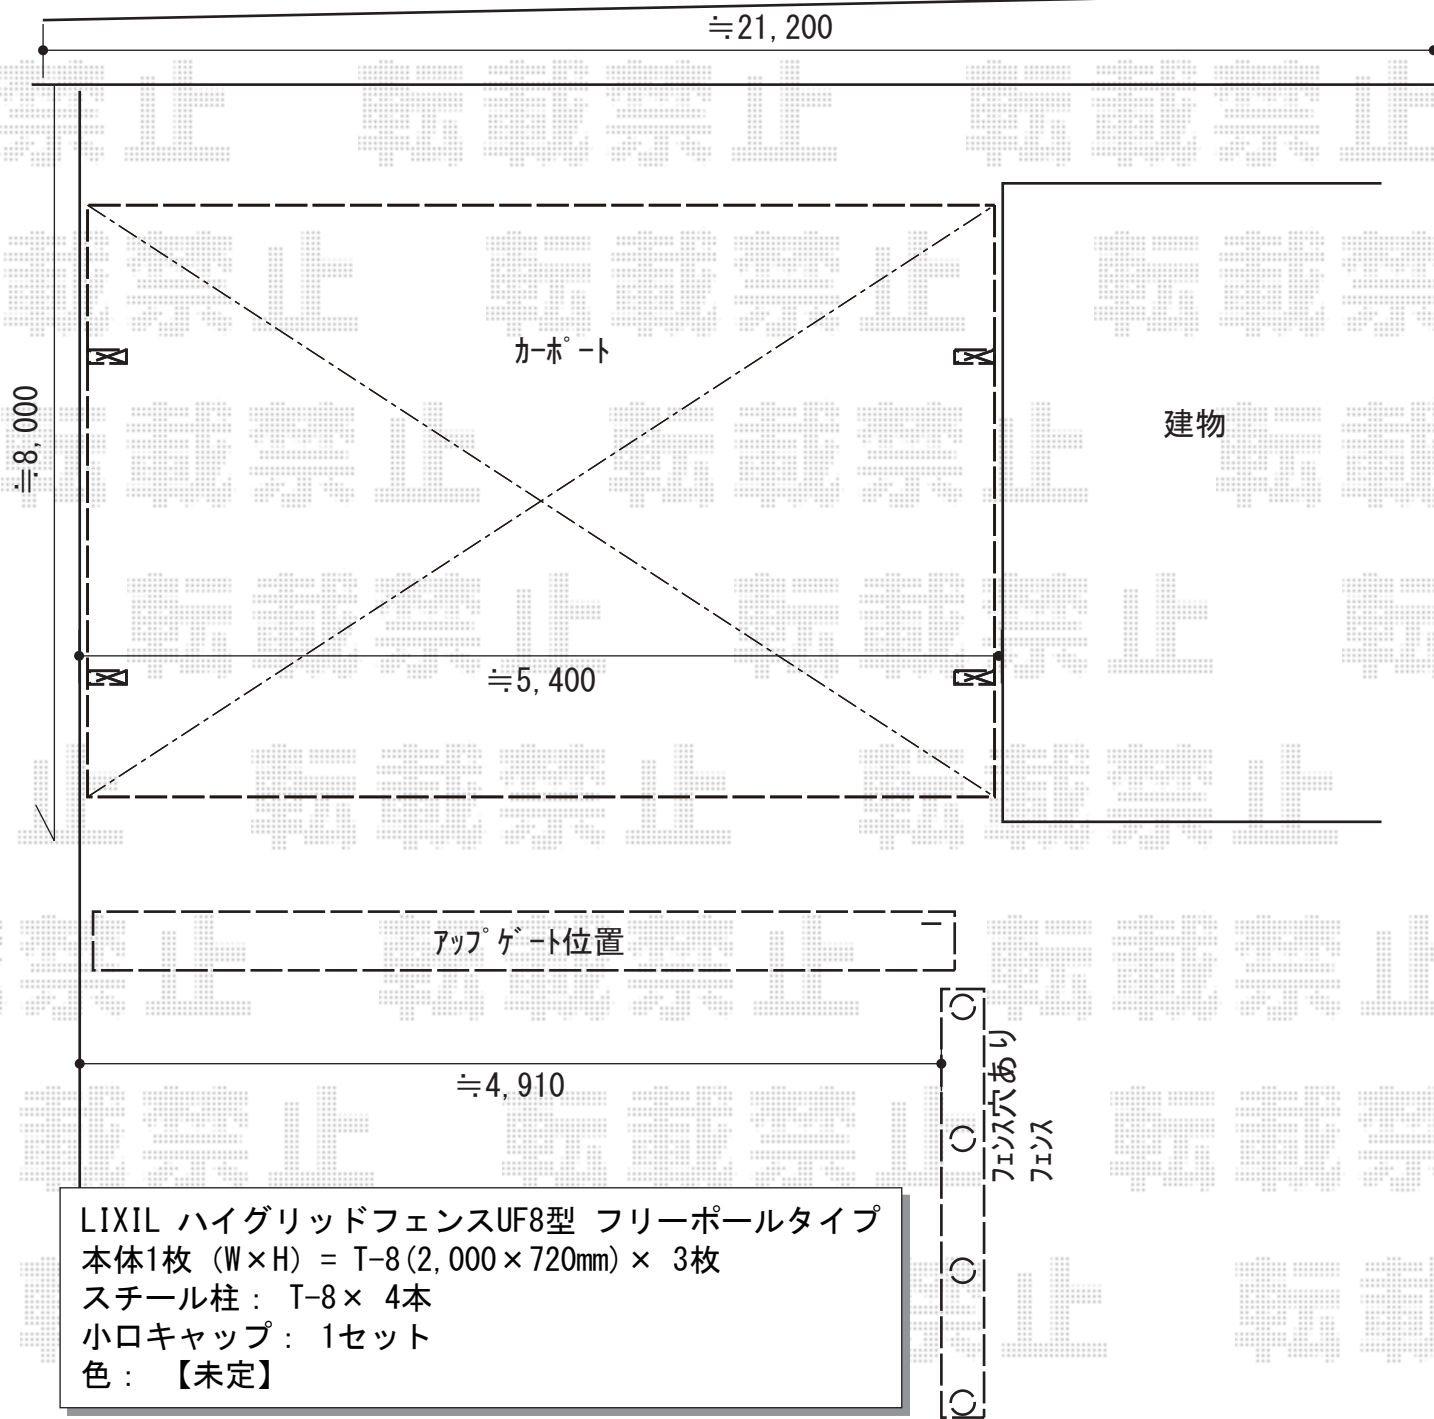 ≒21,200
転載禁止
≒8,000
カーポート
建物
≒5,400
アップゲート位置
≒4,910
フェンス穴あり
フェンス
LIXIL ハイグリッドフェンスUF8型 フリーポールタイプ
本体1枚 (W×H) = T-8(2,000×720mm)× 3枚
スチール柱： T-8× 4本
小口キャップ： 1セット
色： 【未定】